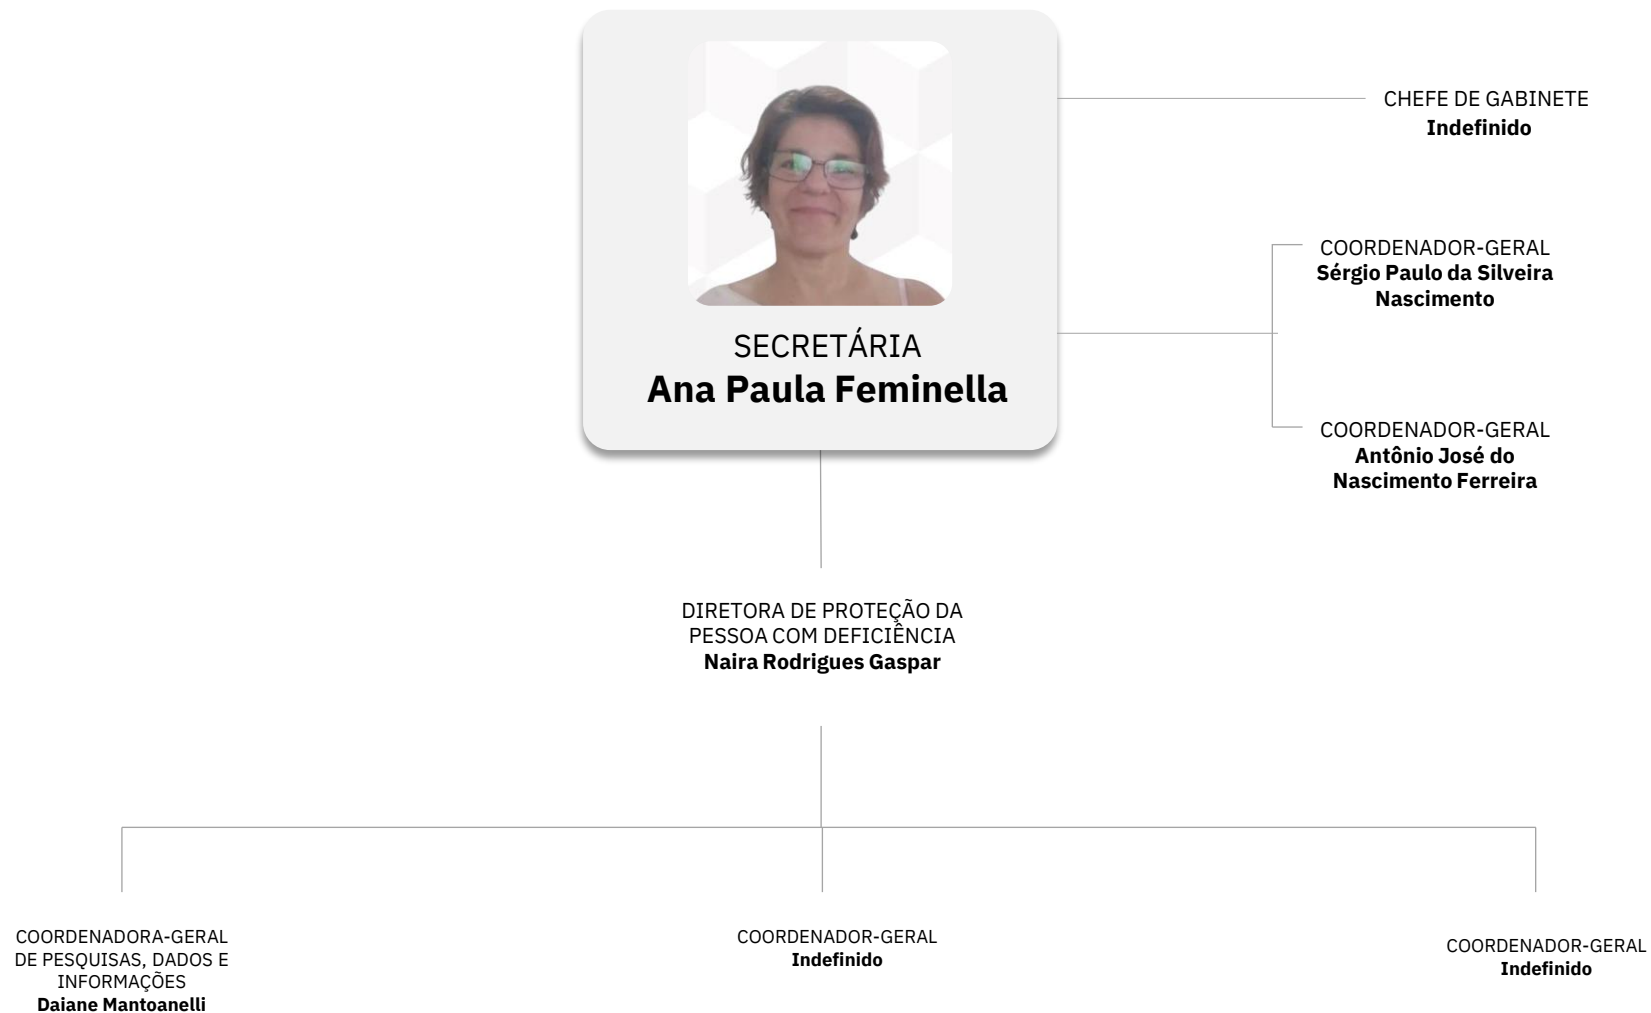 CHEFE DE GABINETE
Indefinido
COORDENADOR-GERAL
Sérgio Paulo da Silveira
Nascimento
SECRETÁRIA
Ana Paula Feminella
COORDENADOR-GERAL
Antônio José do
Nascimento Ferreira
DIRETORA DE PROTEÇÃO DA
PESSOA COM DEFICIÊNCIA
Naira Rodrigues Gaspar
COORDENADORA-GERAL
DE PESQUISAS, DADOS E
INFORMAÇÕES
Daiane Mantoanelli
COORDENADOR-GERAL
Indefinido
COORDENADOR-GERAL
Indefinido